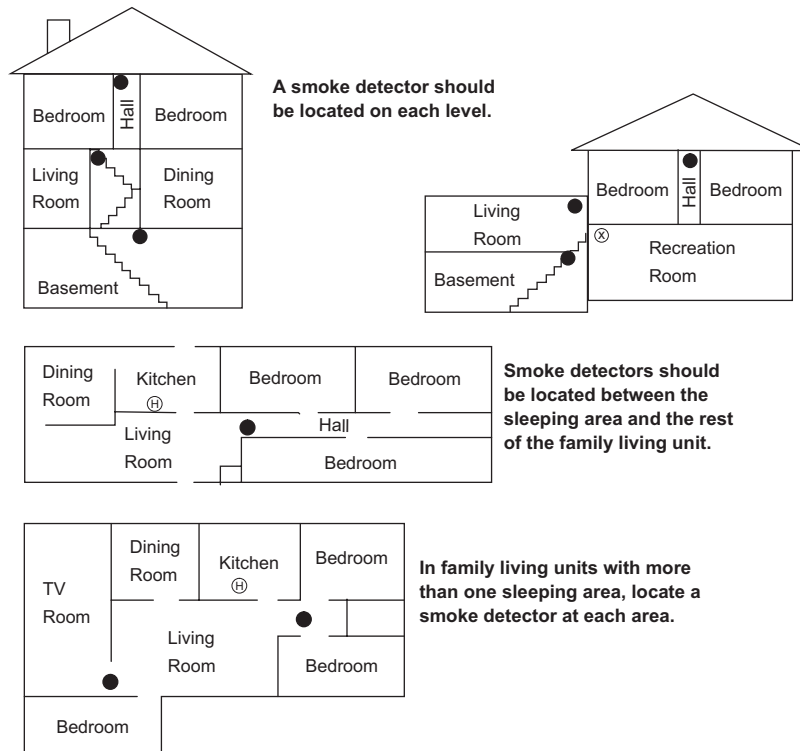 A smoke detector should
be located on each level.
Bedroom
Hall
Bedroom
Living
Room
Dining
Room
Basement
Bedroom
Hall
Bedroom
Living
Room
X
Recreation
Room
Basement
Smoke detectors should
be located between the
sleeping area and the rest
of the family living unit.
Dining
Room
Kitchen
H
Bedroom
Bedroom
Hall
Living
Room
Bedroom
In family living units with more
than one sleeping area, locate a
smoke detector at each area.
TV
Room
Dining
Room
Kitchen
H
Bedroom
Living
Room
Bedroom
Bedroom